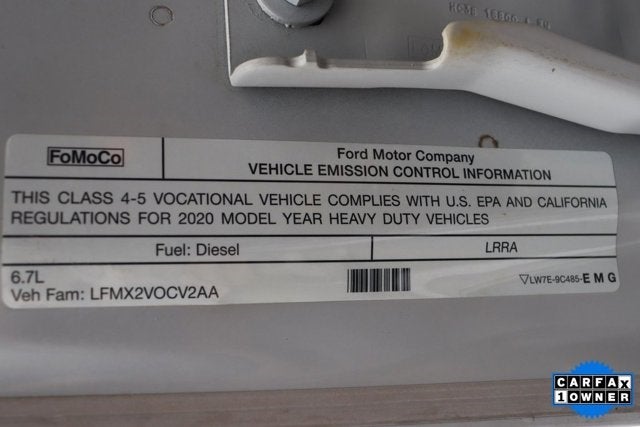 FoMoCo
Ford Motor Company
VEHICLE EMISSION CONTROL INFORMATION
THIS CLASS 4-5 VOCATIONAL VEHICLE COMPLIES WITH U.S. EPA AND CALIFORNIA
REGULATIONS FOR 2020 MODEL YEAR HEAVY DUTY VEHICLES
Fuel: Diesel
LRRA
6.7L
Veh Fam: LFMX2VOCV2AA
LW7E-9C485-E M G
CARFAX
1 OWNER